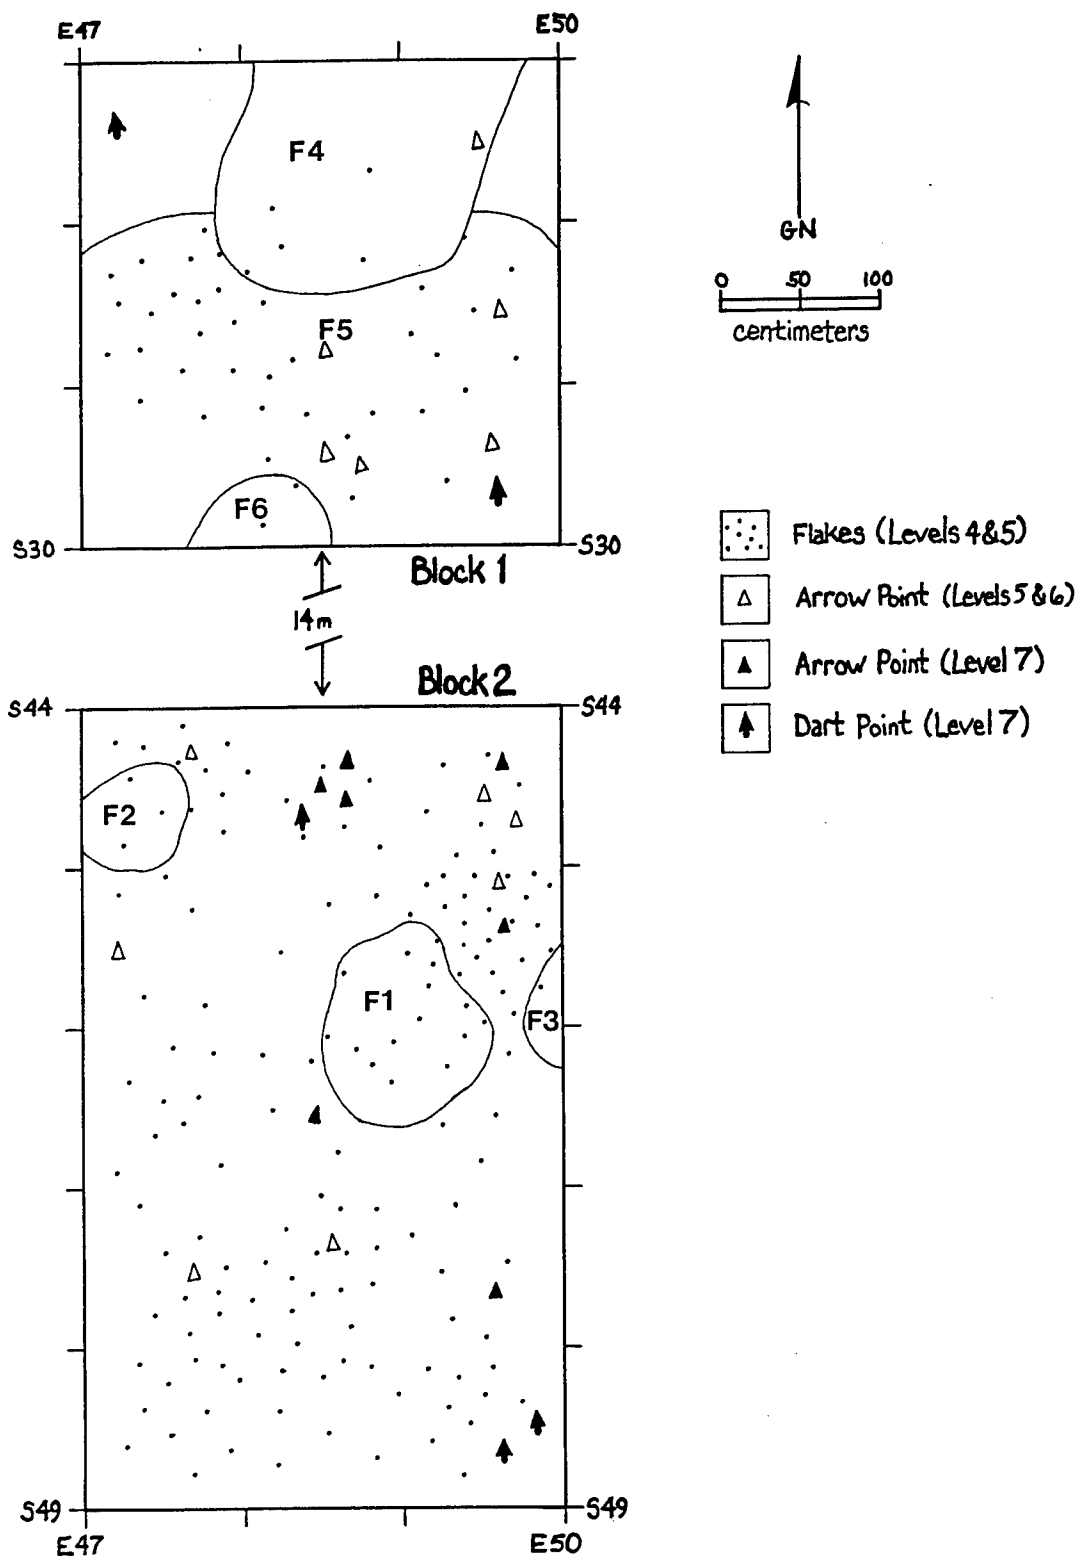 E47
E50
F4
GN
0 50 100
centimeters
F5
F6
S30
S30
Block 1
14m
Block 2
Flakes (Levels 4&5)
Arrow Point (Levels 5 & 6)
Arrow Point (Level 7)
Dart Point (Level 7)
S44
S44
F2
F1
F3
S49
S49
E47
E50